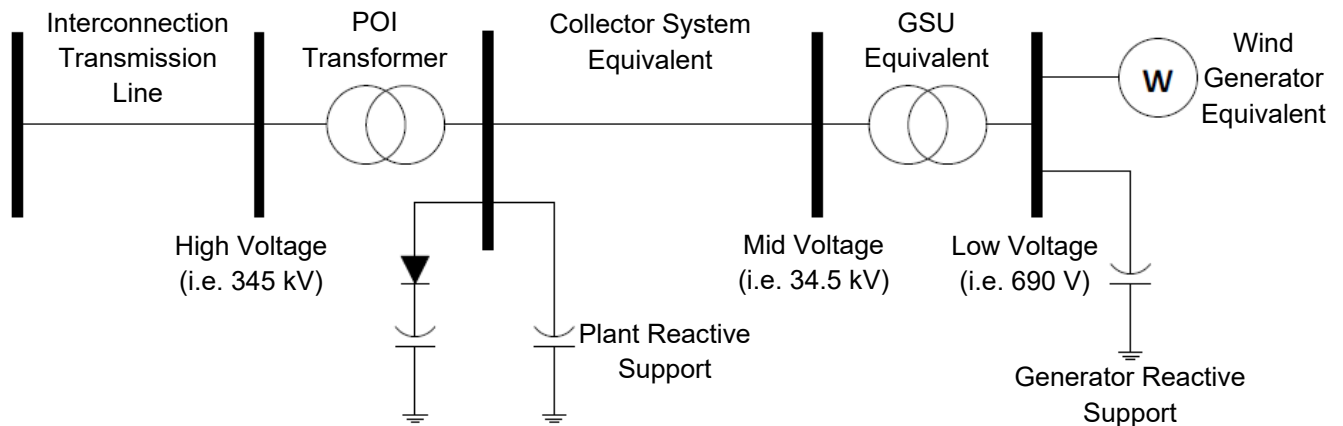 Interconnection
Transmission
Line
POI
Transformer
Collector System
Equivalent
GSU
Equivalent
W
Wind
Generator
Equivalent
High Voltage
(i.e. 345 kV)
Mid Voltage
(i.e. 34.5 kV)
Low Voltage
(i.e. 690 V)
Plant Reactive
Support
Generator Reactive
Support